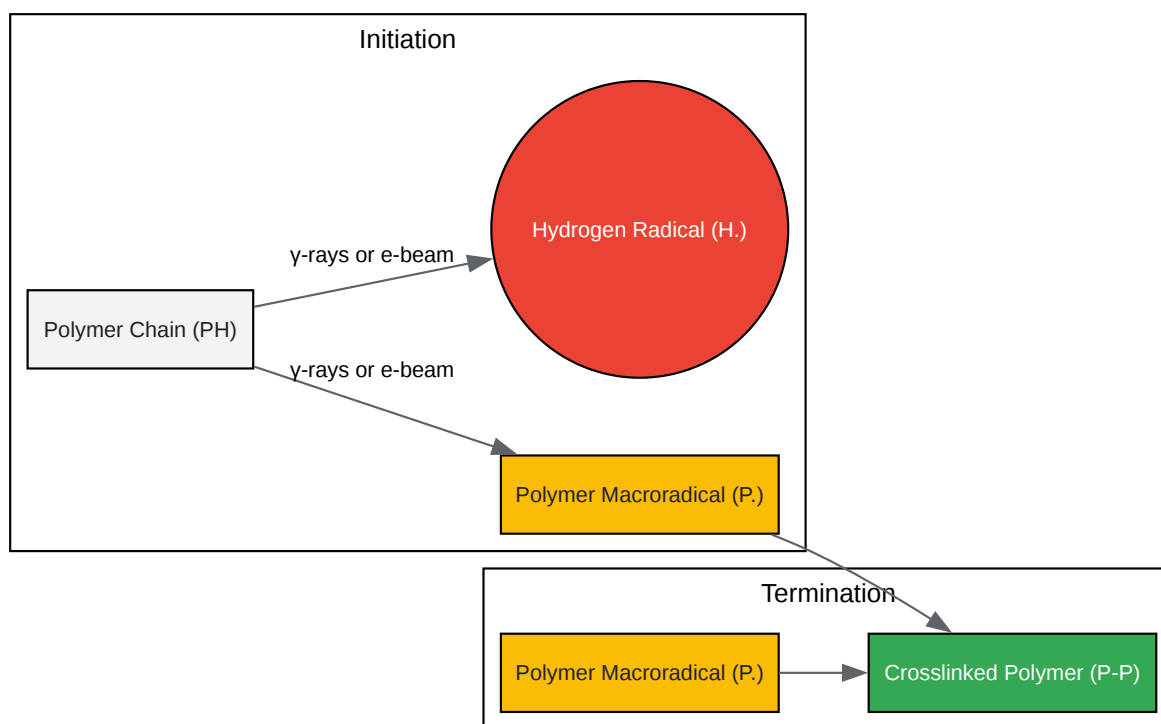 Initiation
Hydrogen Radical (H.)
γ-rays or e-beam
Polymer Chain (PH)
γ-rays or e-beam
Polymer Macroradical (P.)
Termination
Polymer Macroradical (P.)
Crosslinked Polymer (P-P)